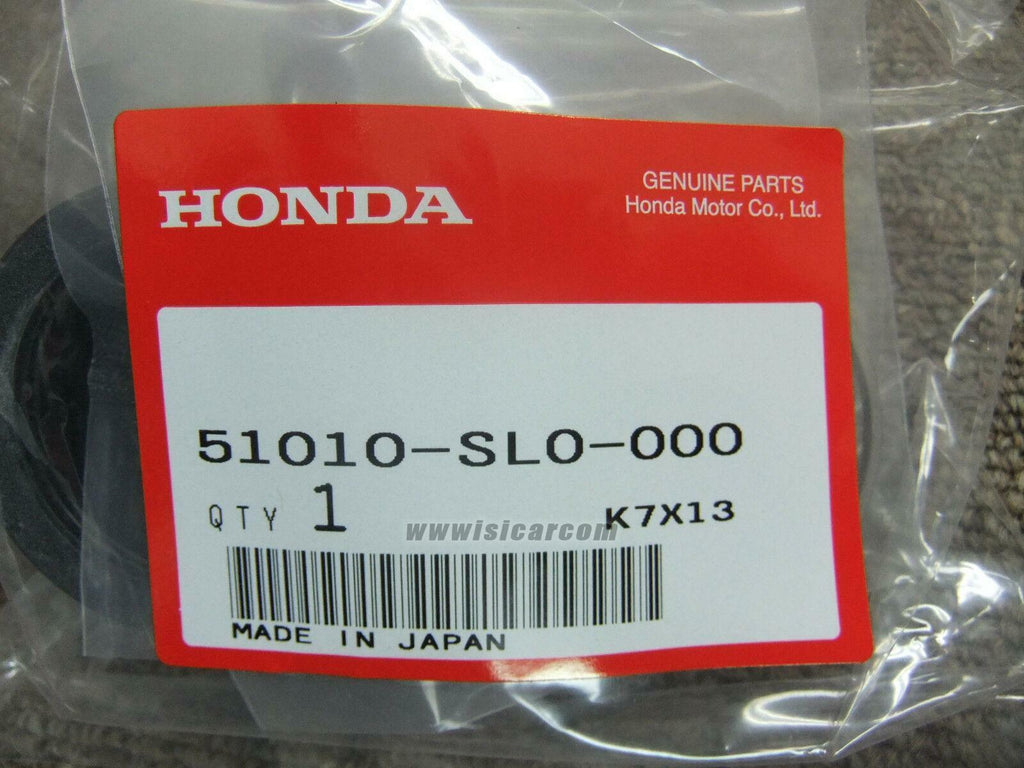 HONDA
GENUINE PARTS
Honda Motor Co., Ltd.
51010-SL0-000
QTY 1
K7X13
wwwisicarcom
MADE IN JAPAN